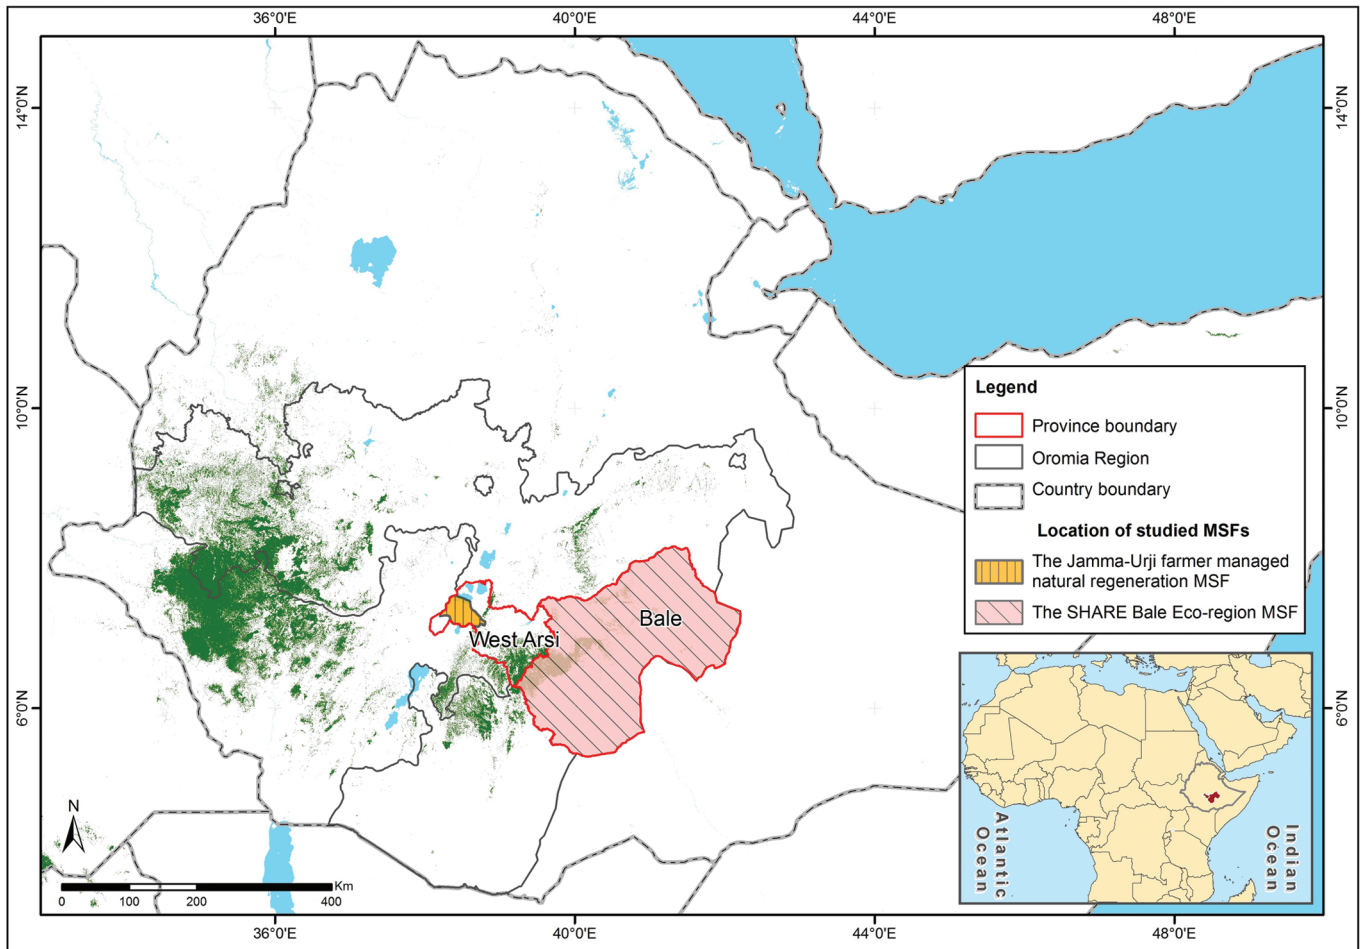 36°0'E 40°0'E 44°0'E 48°0'E
14°0'N 14°0'N
10°0'N 10°0'N
6°0'N 6°0'N
Legend
Province boundary
Oromia Region
Country boundary
Location of studied MSFs
The Jamma-Urji farmer managed
natural regeneration MSF
The SHARE Bale Eco-region MSF
Bale
West Arsi
N
Km
0 100 200 400
Atlantic
Ocean
Indian
Ocean
36°0'E 40°0'E 44°0'E 48°0'E